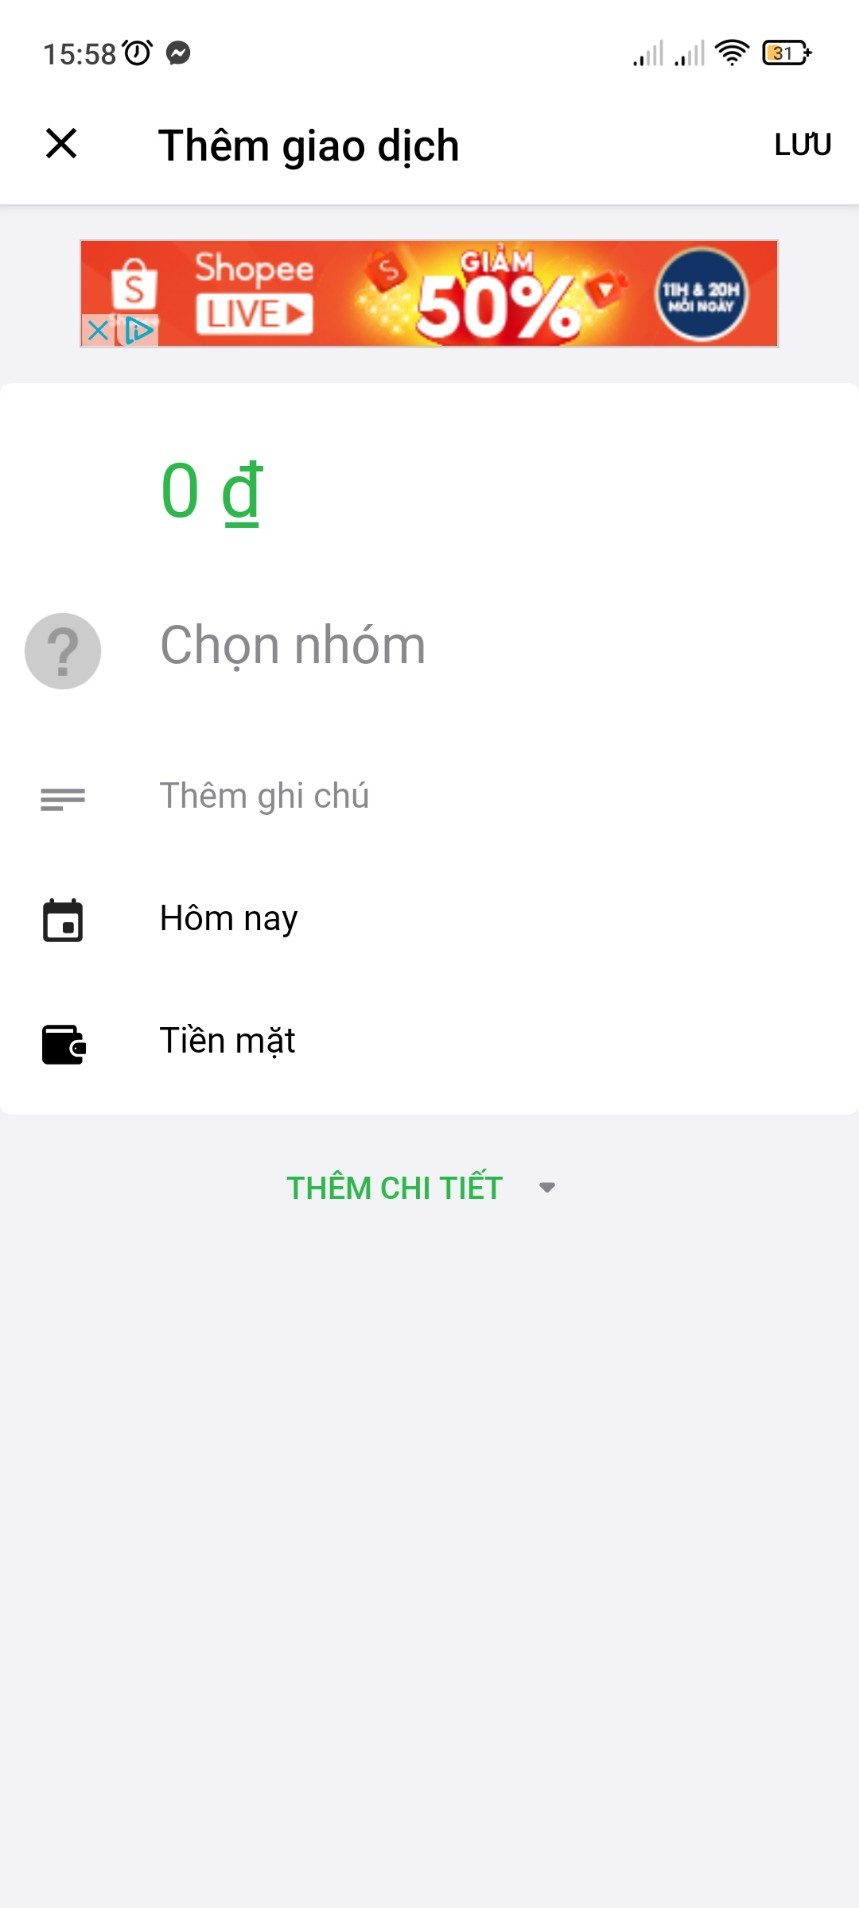 15:58
31
Thêm giao dịch
LƯU
Shopee
LIVE
GIẢM
50%
11H & 20H
MỖI NGÀY
0 ₫
? Chọn nhóm
Thêm ghi chú
Hôm nay
Tiền mặt
THÊM CHI TIẾT